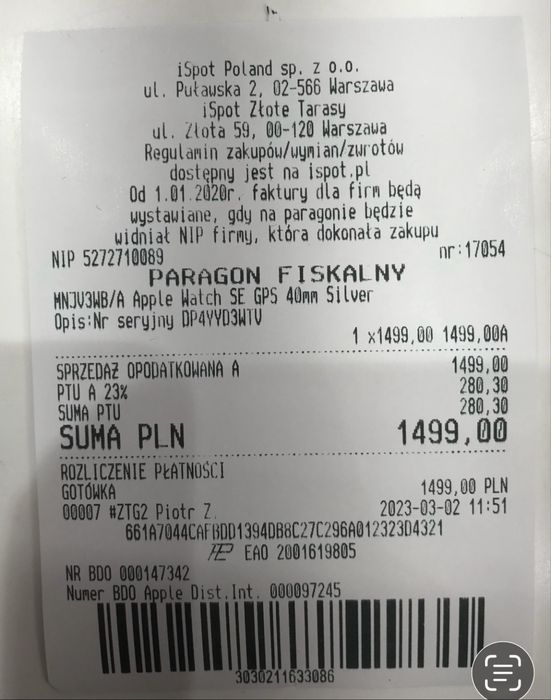 iSpot Poland sp. z o.o.
ul. Puławska 2, 02-566 Warszawa
iSpot Złote Tarasy
ul. Złota 59, 00-120 Warszawa
Regulamin zakupów/wymian/zwrotów
dostępny jest na ispot.pl
Od 1.01.2020r. faktury dla firm będą
wystawiane, gdy na paragonie będzie
widniał NIP firmy, która dokonała zakupu
NIP 5272710089 nr:17054
PARAGON FISKALNY
MNJV3WB/A Apple Watch SE GPS 40mm Silver
Opis:Nr seryjny DP4YYD3WTV
1 x1499,00 1499,00A
SPRZEDAŻ OPODATKOWANA A 1499,00
PTU A 23% 280,30
SUMA PTU 280,30
SUMA PLN 1499,00
ROZLICZENIE PŁATNOŚCI
GOTÓWKA 1499,00 PLN
00007 #ZTG2 Piotr Z. 2023-03-02 11:51
661A7044CAFBDD1394DB8C27C296A012323D4321
EAO 2001619805
NR BDO 000147342
Numer BDO Apple Dist.Int. 000097245
3030211633086